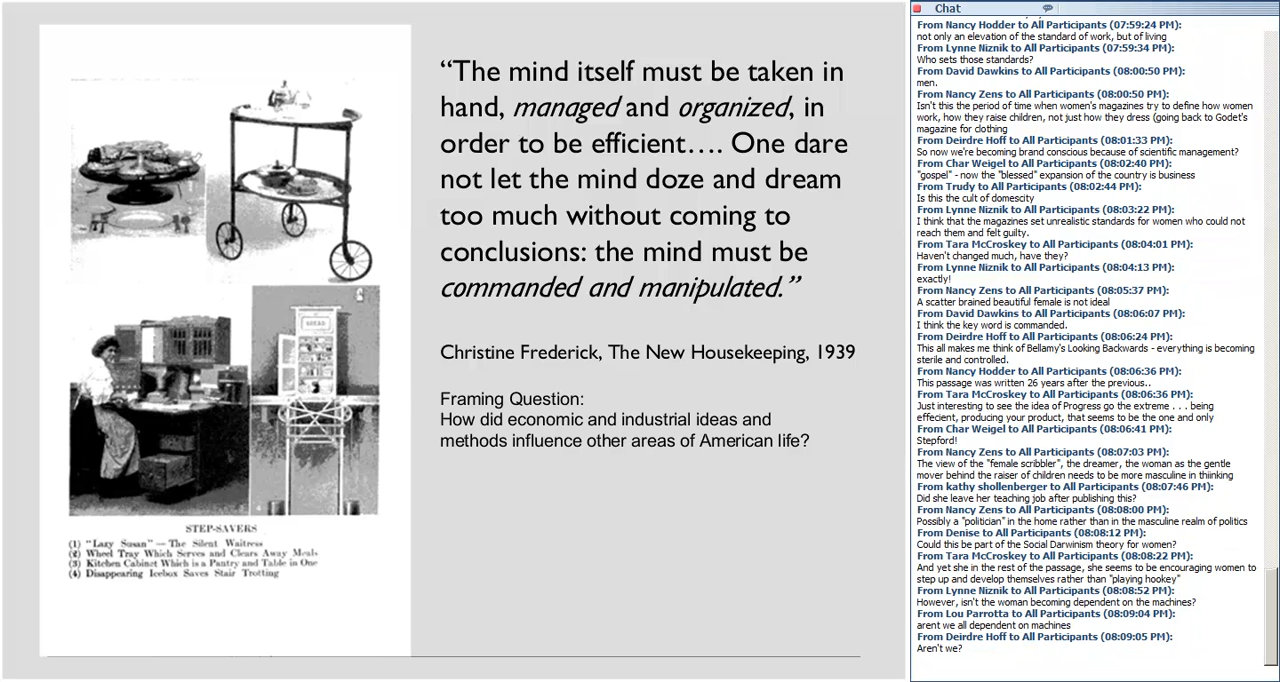 “The mind itself must be taken in
hand, managed and organized, in
order to be efficient…. One dare
not let the mind doze and dream
too much without coming to
conclusions: the mind must be
commanded and manipulated.”
Christine Frederick, The New Housekeeping, 1939
Framing Question:
How did economic and industrial ideas and
methods influence other areas of American life?
BREAD
STEP-SAVERS
(1) "Lazy Susan" — The Silent Waitress
(2) Wheel Tray Which Serves and Clears Away Meals
(3) Kitchen Cabinet Which is a Pantry and Table in One
(4) Disappearing Icebox Saves Stair Trotting
Chat
From Nancy Hodder to All Participants (07:59:24 PM):
not only an elevation of the standard of work, but of living
From Lynne Niznik to All Participants (07:59:34 PM):
Who sets those standards?
From David Dawkins to All Participants (08:00:50 PM):
men.
From Nancy Zens to All Participants (08:00:50 PM):
Isn't this the period of time when women's magazines try to define how women
work, how they raise children, not just how they dress (going back to Godet's
magazine for clothing
From Deirdre Hoff to All Participants (08:01:33 PM):
So now we're becoming brand conscious because of scientific management?
From Char Weigel to All Participants (08:02:40 PM):
"gospel" - now the "blessed" expansion of the country is business
From Trudy to All Participants (08:02:44 PM):
Is this the cult of domescity
From Lynne Niznik to All Participants (08:03:22 PM):
I think that the magazines set unrealistic standards for women who could not
reach them and felt guilty.
From Tara McCroskey to All Participants (08:04:01 PM):
Haven't changed much, have they?
From Lynne Niznik to All Participants (08:04:13 PM):
exactly!
From Nancy Zens to All Participants (08:05:37 PM):
A scatter brained beautiful female is not ideal
From David Dawkins to All Participants (08:06:07 PM):
I think the key word is commanded.
From Deirdre Hoff to All Participants (08:06:24 PM):
This all makes me think of Bellamy's Looking Backwards - everything is becoming
sterile and controlled.
From Nancy Hodder to All Participants (08:06:36 PM):
This passage was written 26 years after the previous..
From Tara McCroskey to All Participants (08:06:36 PM):
Just interesting to see the idea of Progress go the extreme . . . being
effecient, producing your product, that seems to be the one and only
From Char Weigel to All Participants (08:06:41 PM):
Stepford!
From Nancy Zens to All Participants (08:07:03 PM):
The view of the "female scribbler", the dreamer, the woman as the gentle
mover behind the raiser of children needs to be more masculine in thiinking
From kathy shollenberger to All Participants (08:07:46 PM):
Did she leave her teaching job after publishing this?
From Nancy Zens to All Participants (08:08:00 PM):
Possibly a "politician" in the home rather than in the masculine realm of politics
From Denise to All Participants (08:08:12 PM):
Could this be part of the Social Darwinism theory for women?
From Tara McCroskey to All Participants (08:08:22 PM):
And yet she in the rest of the passage, she seems to be encouraging women to
step up and develop themselves rather than "playing hookey"
From Lynne Niznik to All Participants (08:08:52 PM):
However, isn't the woman becoming dependent on the machines?
From Lou Parrotta to All Participants (08:09:04 PM):
arent we all dependent on machines
From Deirdre Hoff to All Participants (08:09:05 PM):
Aren't we?